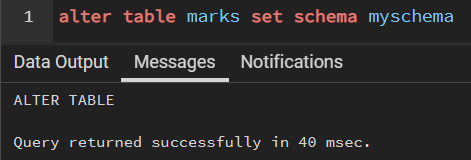 1 alter table marks set schema myschema
Data Output Messages Notifications
ALTER TABLE
Query returned successfully in 40 msec.